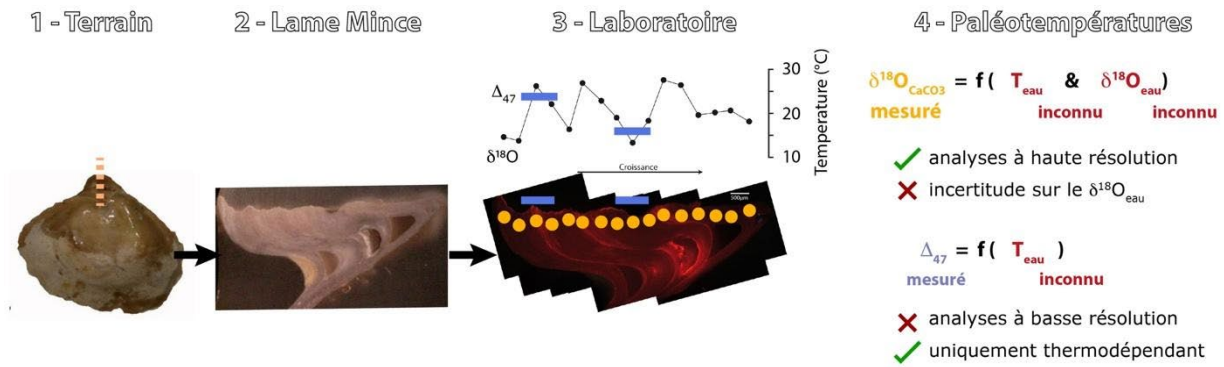 1 - Terrain
2 - Lame Mince
3 - Laboratoire
4 - Paléotempératures
Δ47
δ18O
30
20
10
Temperature (°C)
Croissance
500µm
δ18OCaCO3 = f ( Teau & δ18Oeau)
mesuré inconnu inconnu
analyses à haute résolution
incertitude sur le δ18Oeau
Δ47 = f ( Teau )
mesuré inconnu
analyses à basse résolution
uniquement thermodépendant